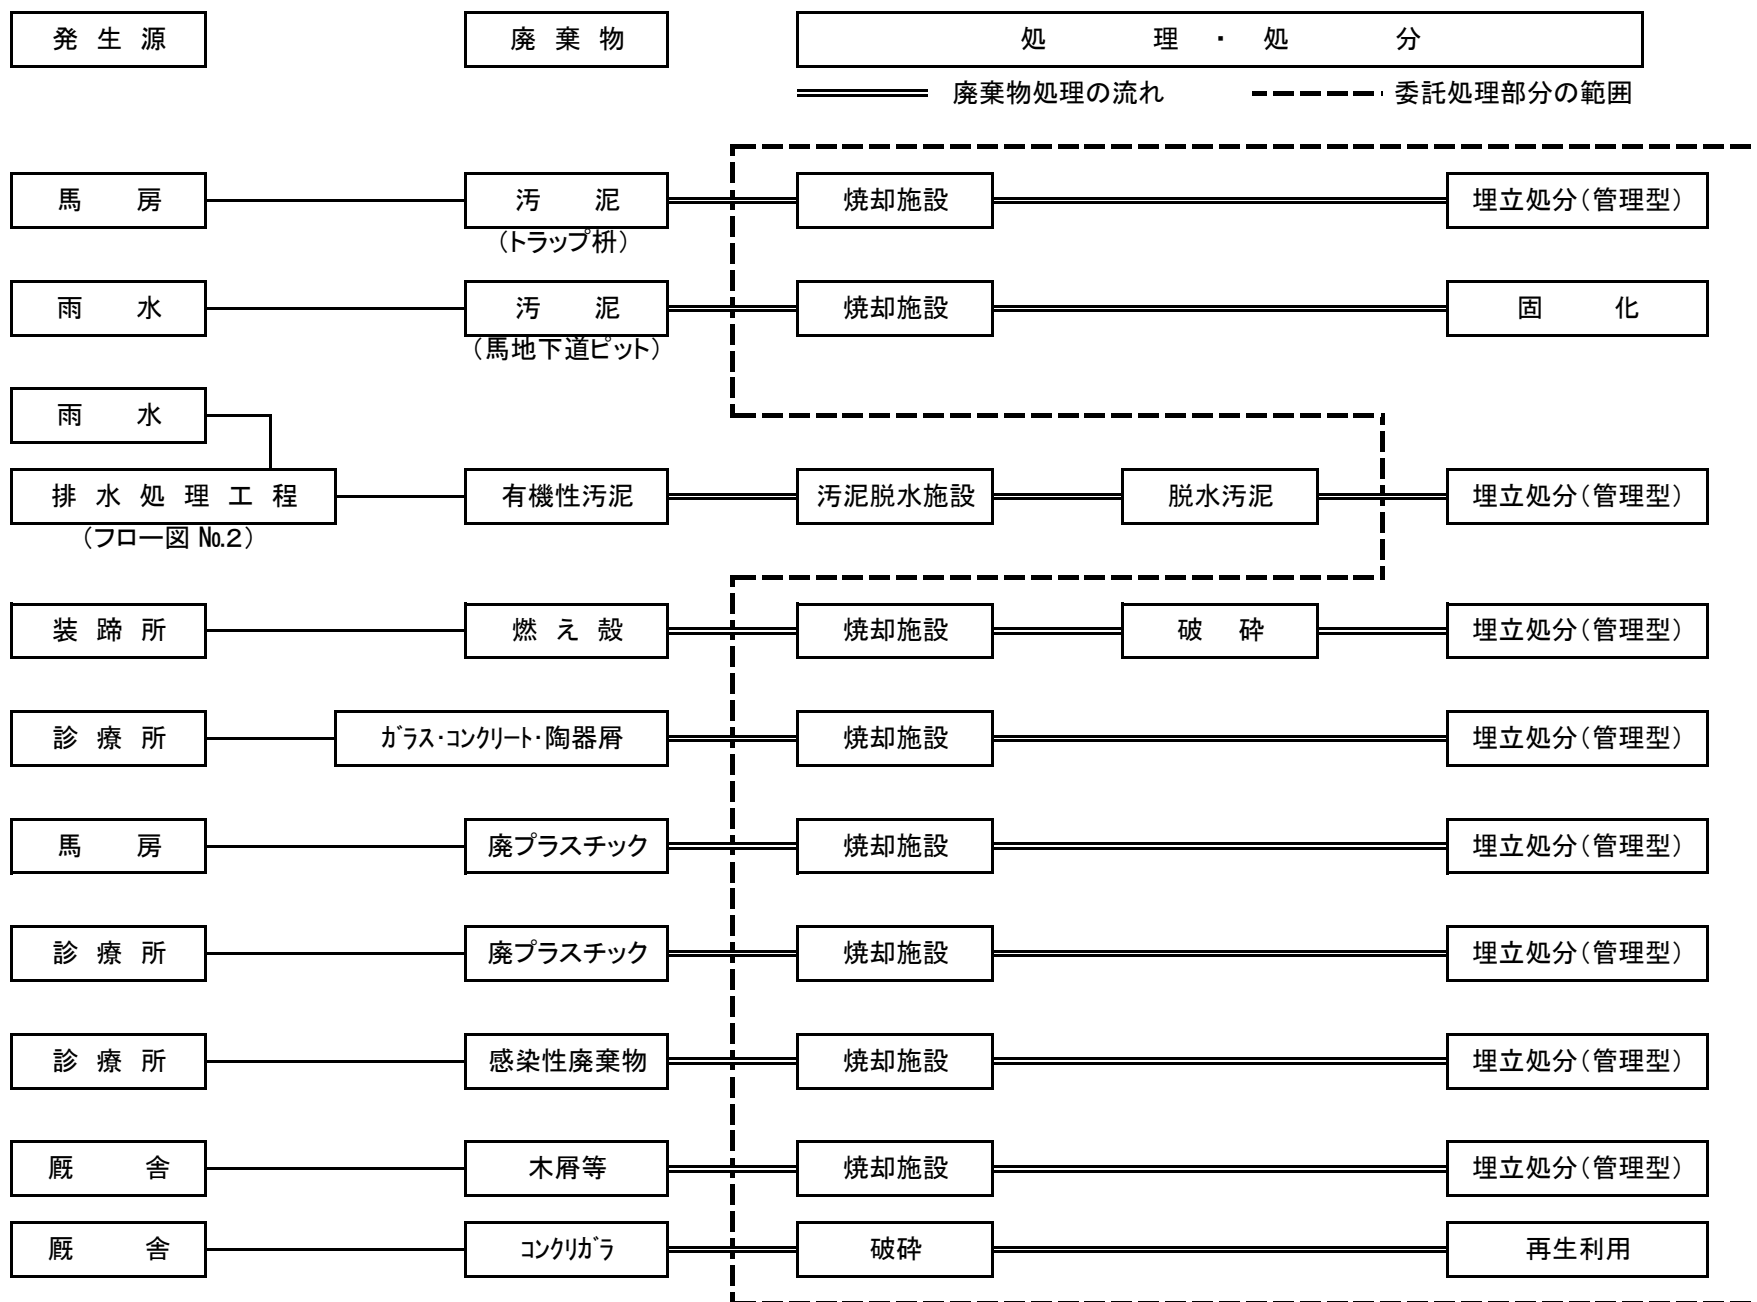 発生源　廃棄物　処理・処分
廃棄物処理の流れ　委託処理部分の範囲
馬房　汚泥　焼却施設　埋立処分（管理型）
（トラップ枡）
雨水　汚泥　焼却施設　固化
（馬地下道ピット）
雨水
排水処理工程　有機性汚泥　汚泥脱水施設　脱水汚泥　埋立処分（管理型）
（フロー図 №２）
装蹄所　燃え殻　焼却施設　破砕　埋立処分（管理型）
診療所　ｶﾞﾗｽ･ｺﾝｸﾘｰﾄ･陶器屑　焼却施設　埋立処分（管理型）
馬房　廃プラスチック　焼却施設　埋立処分（管理型）
診療所　廃プラスチック　焼却施設　埋立処分（管理型）
診療所　感染性廃棄物　焼却施設　埋立処分（管理型）
厩舎　木屑等　焼却施設　埋立処分（管理型）
厩舎　ｺﾝｸﾘｶﾞﾗ　破砕　再生利用